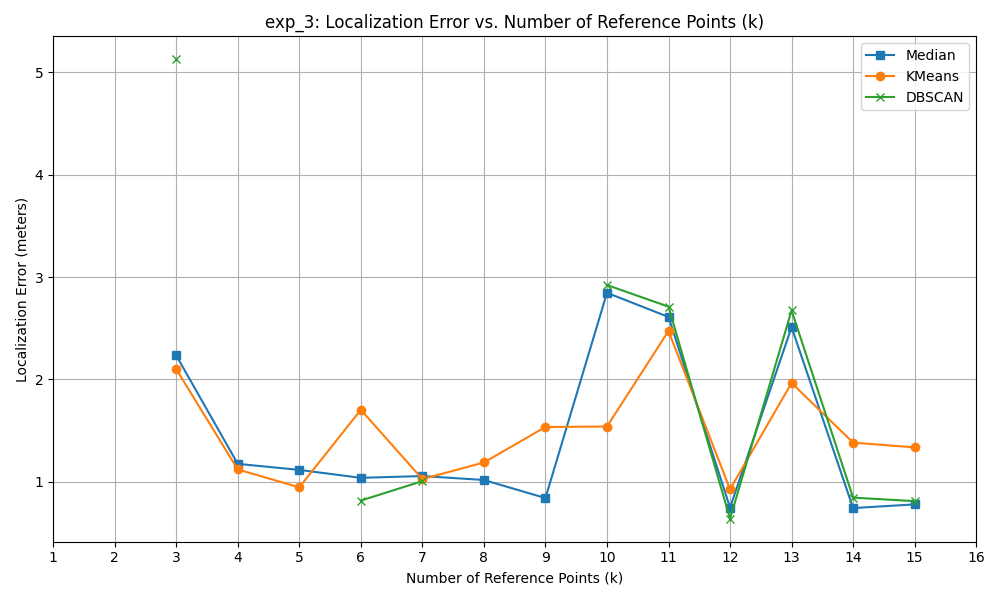 exp_3: Localization Error vs. Number of Reference Points (k)
Median
KMeans
DBSCAN
Localization Error (meters)
5
4
3
2
1
1 2 3 4 5 6 7 8 9 10 11 12 13 14 15 16
Number of Reference Points (k)